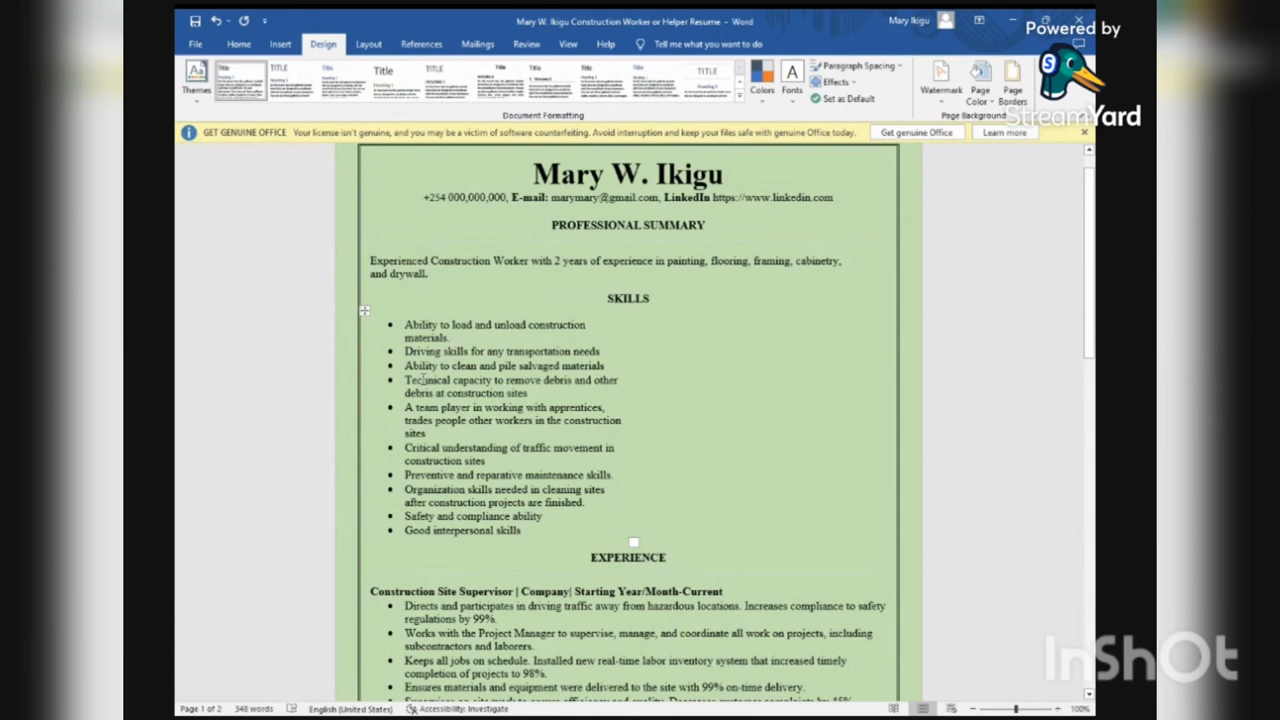 Mary W. Ikigu Construction Worker or Helper Resume - Word
Mary Ikigu
Powered by
StreamYard
File Home Insert Design Layout References Mailings Review View Help Tell me what you want to do
Themes
Title
TITLE
Title
Title
TITLE
TITLE
Colors
Fonts
Paragraph Spacing
Effects
Set as Default
Watermark
Page Color
Page Borders
Document Formatting
Page Background
GET GENUINE OFFICE Your license isn't genuine, and you may be a victim of software counterfeiting. Avoid interruption and keep your files safe with genuine Office today. Get genuine Office Learn more
Mary W. Ikigu
+254 000,000,000, E-mail: marymary@gmail.com, LinkedIn https://www.linkedin.com
PROFESSIONAL SUMMARY
Experienced Construction Worker with 2 years of experience in painting, flooring, framing, cabinetry,
and drywall.
SKILLS
• Ability to load and unload construction
materials.
• Driving skills for any transportation needs
• Ability to clean and pile salvaged materials
• Technical capacity to remove debris and other
debris at construction sites
• A team player in working with apprentices,
trades people other workers in the construction
sites
• Critical understanding of traffic movement in
construction sites
• Preventive and reparative maintenance skills.
• Organization skills needed in cleaning sites
after construction projects are finished.
• Safety and compliance ability
• Good interpersonal skills
EXPERIENCE
Construction Site Supervisor | Company| Starting Year/Month-Current
• Directs and participates in driving traffic away from hazardous locations. Increases compliance to safety
regulations by 99%.
• Works with the Project Manager to supervise, manage, and coordinate all work on projects, including
subcontractors and laborers.
• Keeps all jobs on schedule. Installed new real-time labor inventory system that increased timely
completion of projects to 98%.
• Ensures materials and equipment were delivered to the site with 99% on-time delivery.
InShOt
Page 1 of 2 348 words English (United States) Accessibility: Investigate 100%